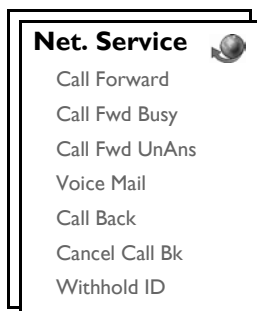 Net. Service
Call Forward
Call Fwd Busy
Call Fwd UnAns
Voice Mail
Call Back
Cancel Call Bk
Withhold ID